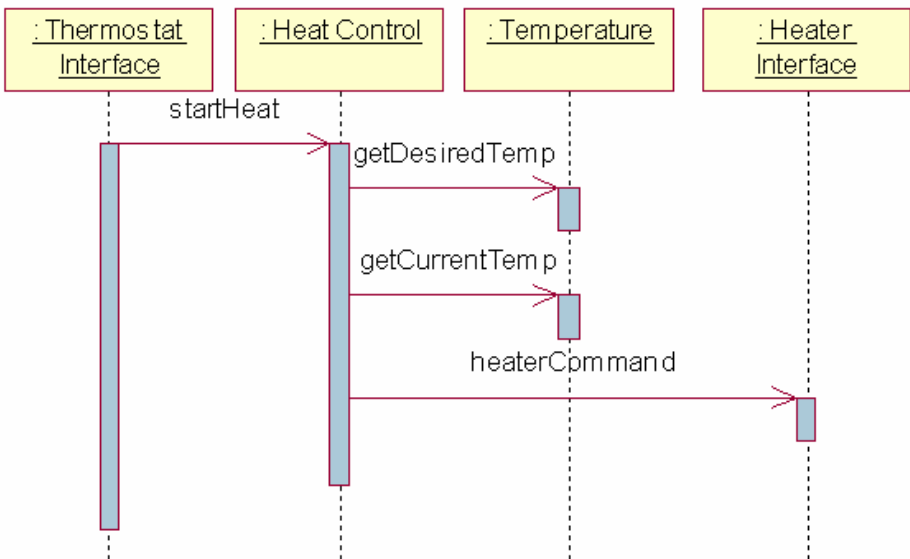 : Thermostat
Interface
: Heat Control
: Temperature
: Heater
Interface
startHeat
getDesiredTemp
getCurrentTemp
heaterCommand